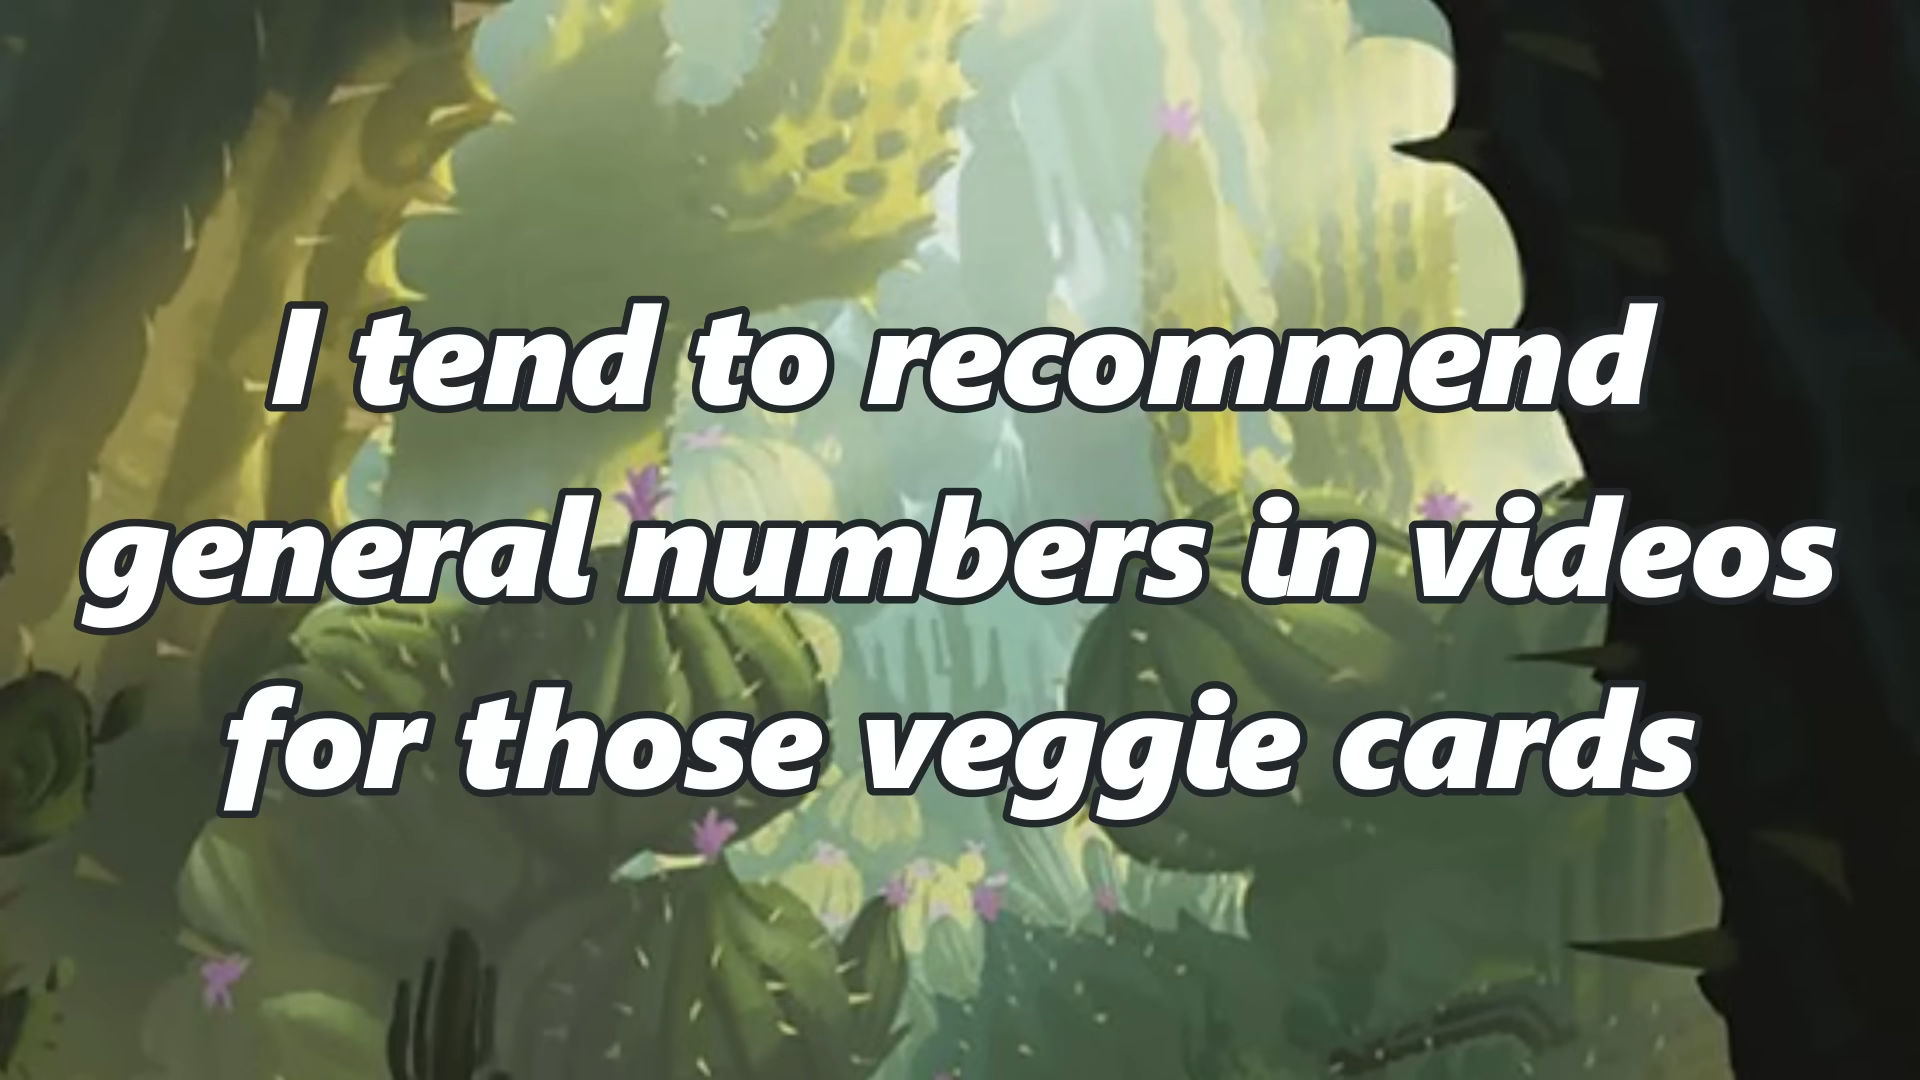 I tend to recommend
general numbers in videos
for those veggie cards